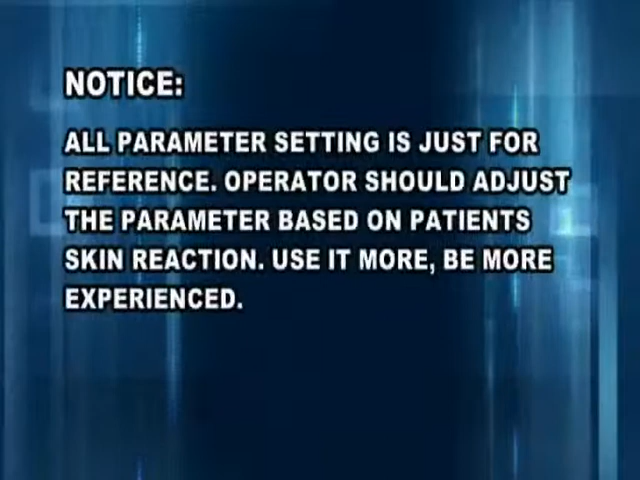 NOTICE:
ALL PARAMETER SETTING IS JUST FOR
REFERENCE. OPERATOR SHOULD ADJUST
THE PARAMETER BASED ON PATIENTS
SKIN REACTION. USE IT MORE, BE MORE
EXPERIENCED.